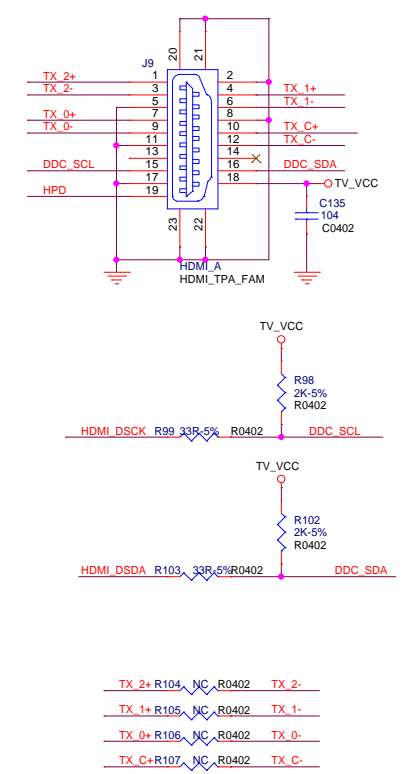 20 21
J9
TX_2+ 1 2
TX_2- 3 4 TX_1+
5 6 TX_1-
TX_0+ 7 8
TX_0- 9 10 TX_C+
11 12 TX_C-
13 14
DDC_SCL 15 16 DDC_SDA
17 18 TV_VCC
HPD 19
C135
104
C0402
23 22
HDMI_A
HDMI_TPA_FAM
TV_VCC
R98
2K-5%
R0402
HDMI_DSCK R99 33R-5% R0402 DDC_SCL
TV_VCC
R102
2K-5%
R0402
HDMI_DSDA R103 33R-5% R0402 DDC_SDA
TX_2+ R104 NC R0402 TX_2-
TX_1+ R105 NC R0402 TX_1-
TX_0+ R106 NC R0402 TX_0-
TX_C+ R107 NC R0402 TX_C-